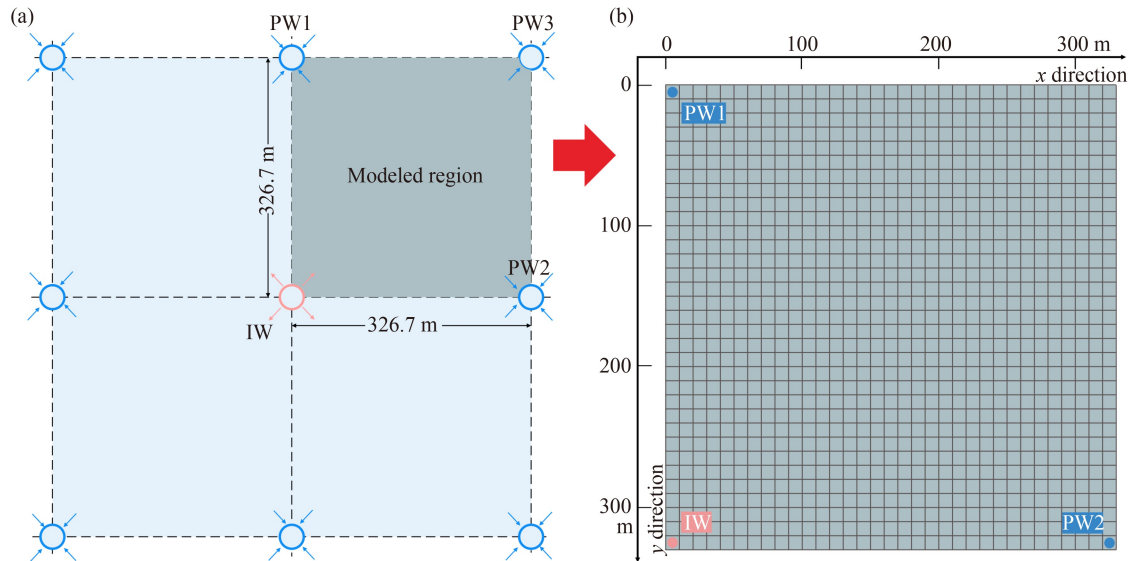 (a)
PW1
PW3
326.7 m
Modeled region
PW2
IW
326.7 m
(b)
0
100
200
300 m
x direction
0
PW1
100
200
300
m
y direction
IW
PW2